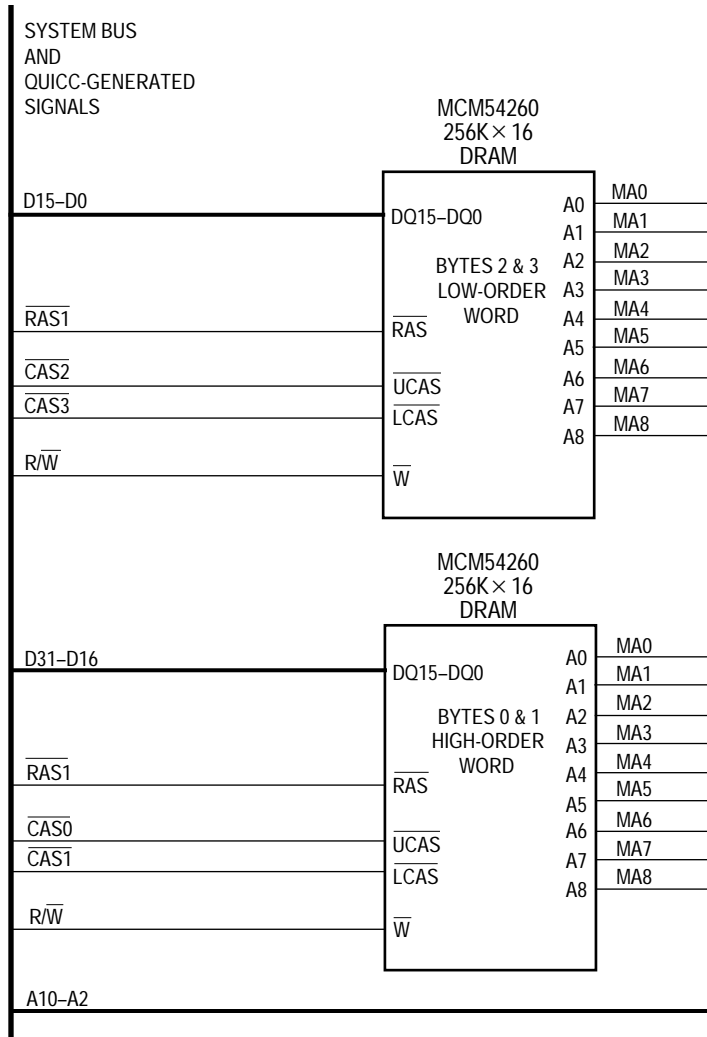 SYSTEM BUS
AND
QUICC-GENERATED
SIGNALS
MCM54260
256K × 16
DRAM
D15–D0
DQ15–DQ0
BYTES 2 & 3
LOW-ORDER
WORD
RAS1
RAS
CAS2
UCAS
CAS3
LCAS
R/W
W
A0
MA0
A1
MA1
A2
MA2
A3
MA3
A4
MA4
A5
MA5
A6
MA6
A7
MA7
A8
MA8
MCM54260
256K × 16
DRAM
D31–D16
DQ15–DQ0
BYTES 0 & 1
HIGH-ORDER
WORD
RAS1
RAS
CAS0
UCAS
CAS1
LCAS
R/W
W
A0
MA0
A1
MA1
A2
MA2
A3
MA3
A4
MA4
A5
MA5
A6
MA6
A7
MA7
A8
MA8
A10–A2